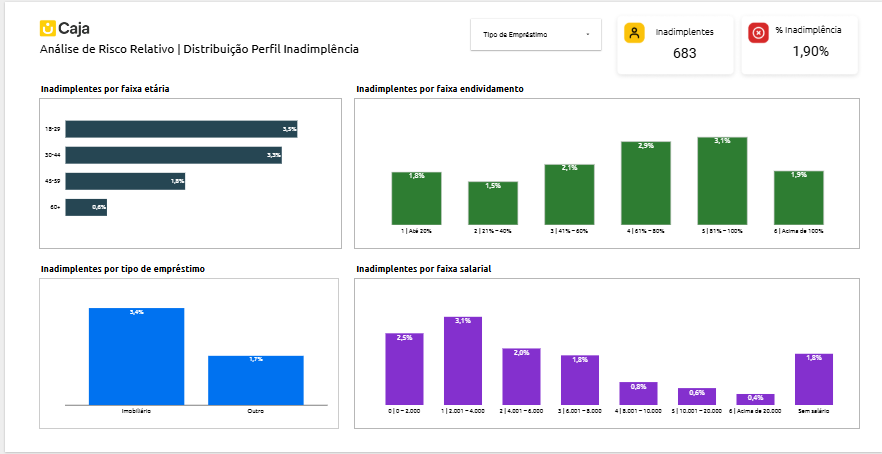 Caja
Análise de Risco Relativo | Distribuição Perfil Inadimplência
Tipo de Empréstimo
Inadimplentes
683
% Inadimplência
1,90%
Inadimplentes por faixa etária
18-29
3,5%
30-44
3,3%
45-59
1,8%
60+
0,6%
Inadimplentes por faixa endividamento
1,8%
1,5%
2,1%
2,9%
3,1%
1,9%
1 | Até 20%
2 | 21% – 40%
3 | 41% – 60%
4 | 61% – 80%
5 | 81% – 100%
6 | Acima de 100%
Inadimplentes por tipo de empréstimo
3,4%
1,7%
Imobiliário
Outro
Inadimplentes por faixa salarial
2,5%
3,1%
2,0%
1,8%
0,8%
0,6%
0,4%
1,8%
0 | 0 – 2.000
1 | 2.001 – 4.000
2 | 4.001 – 6.000
3 | 6.001 – 8.000
4 | 8.001 – 10.000
5 | 10.001 – 20.000
6 | Acima de 20.000
Sem salário